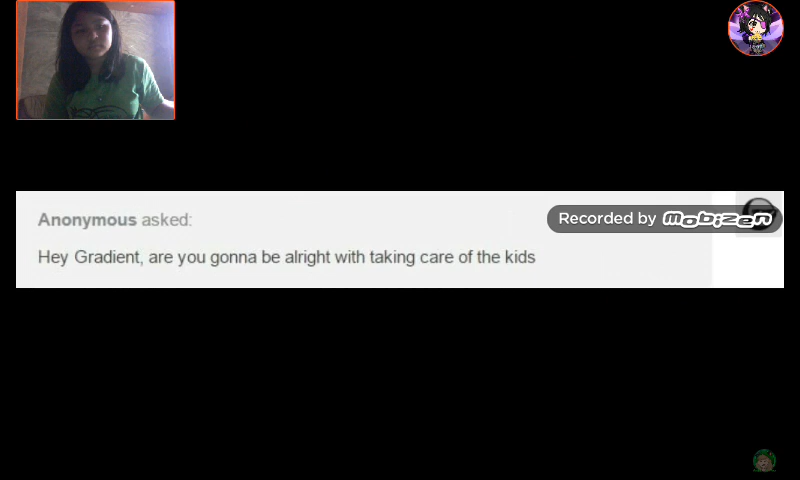 Anonymous asked:
Recorded by mobizen
Hey Gradient, are you gonna be alright with taking care of the kids